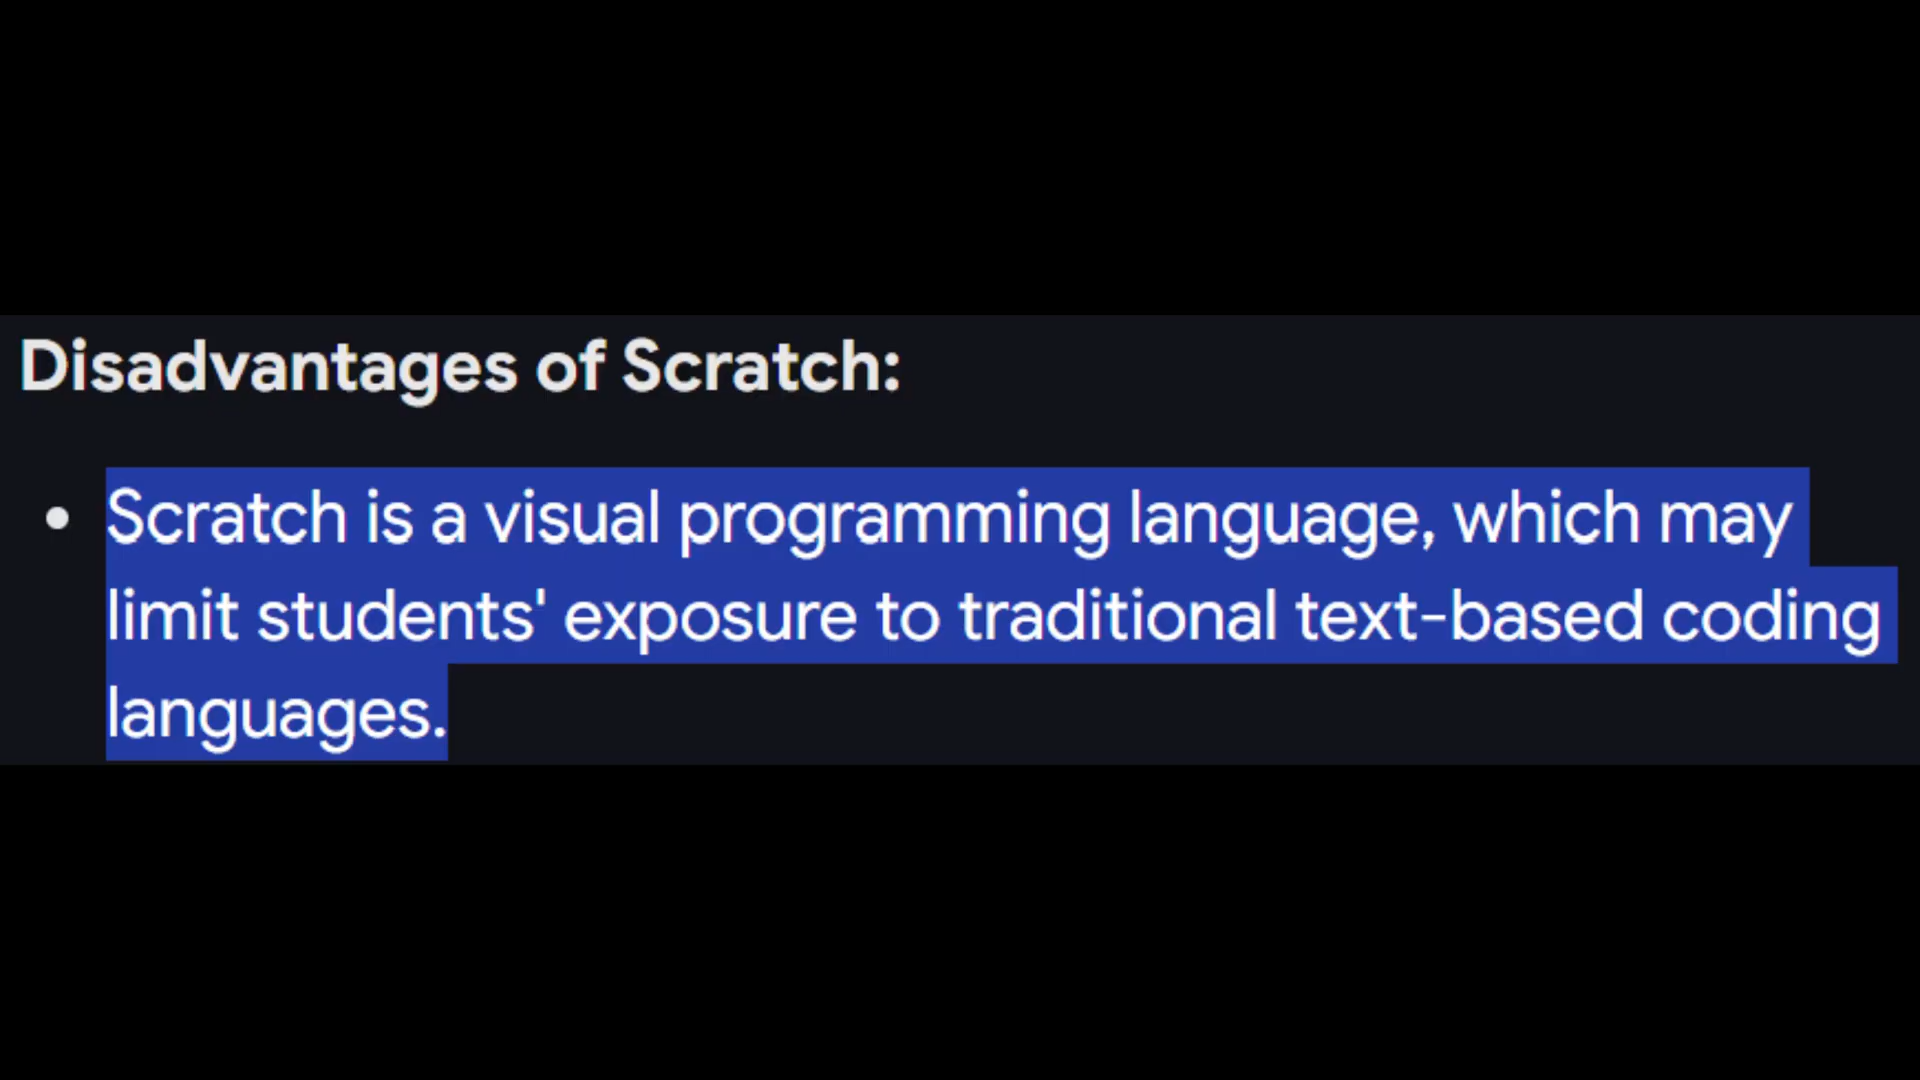 Disadvantages of Scratch:
• Scratch is a visual programming language, which may
limit students' exposure to traditional text-based coding
languages.